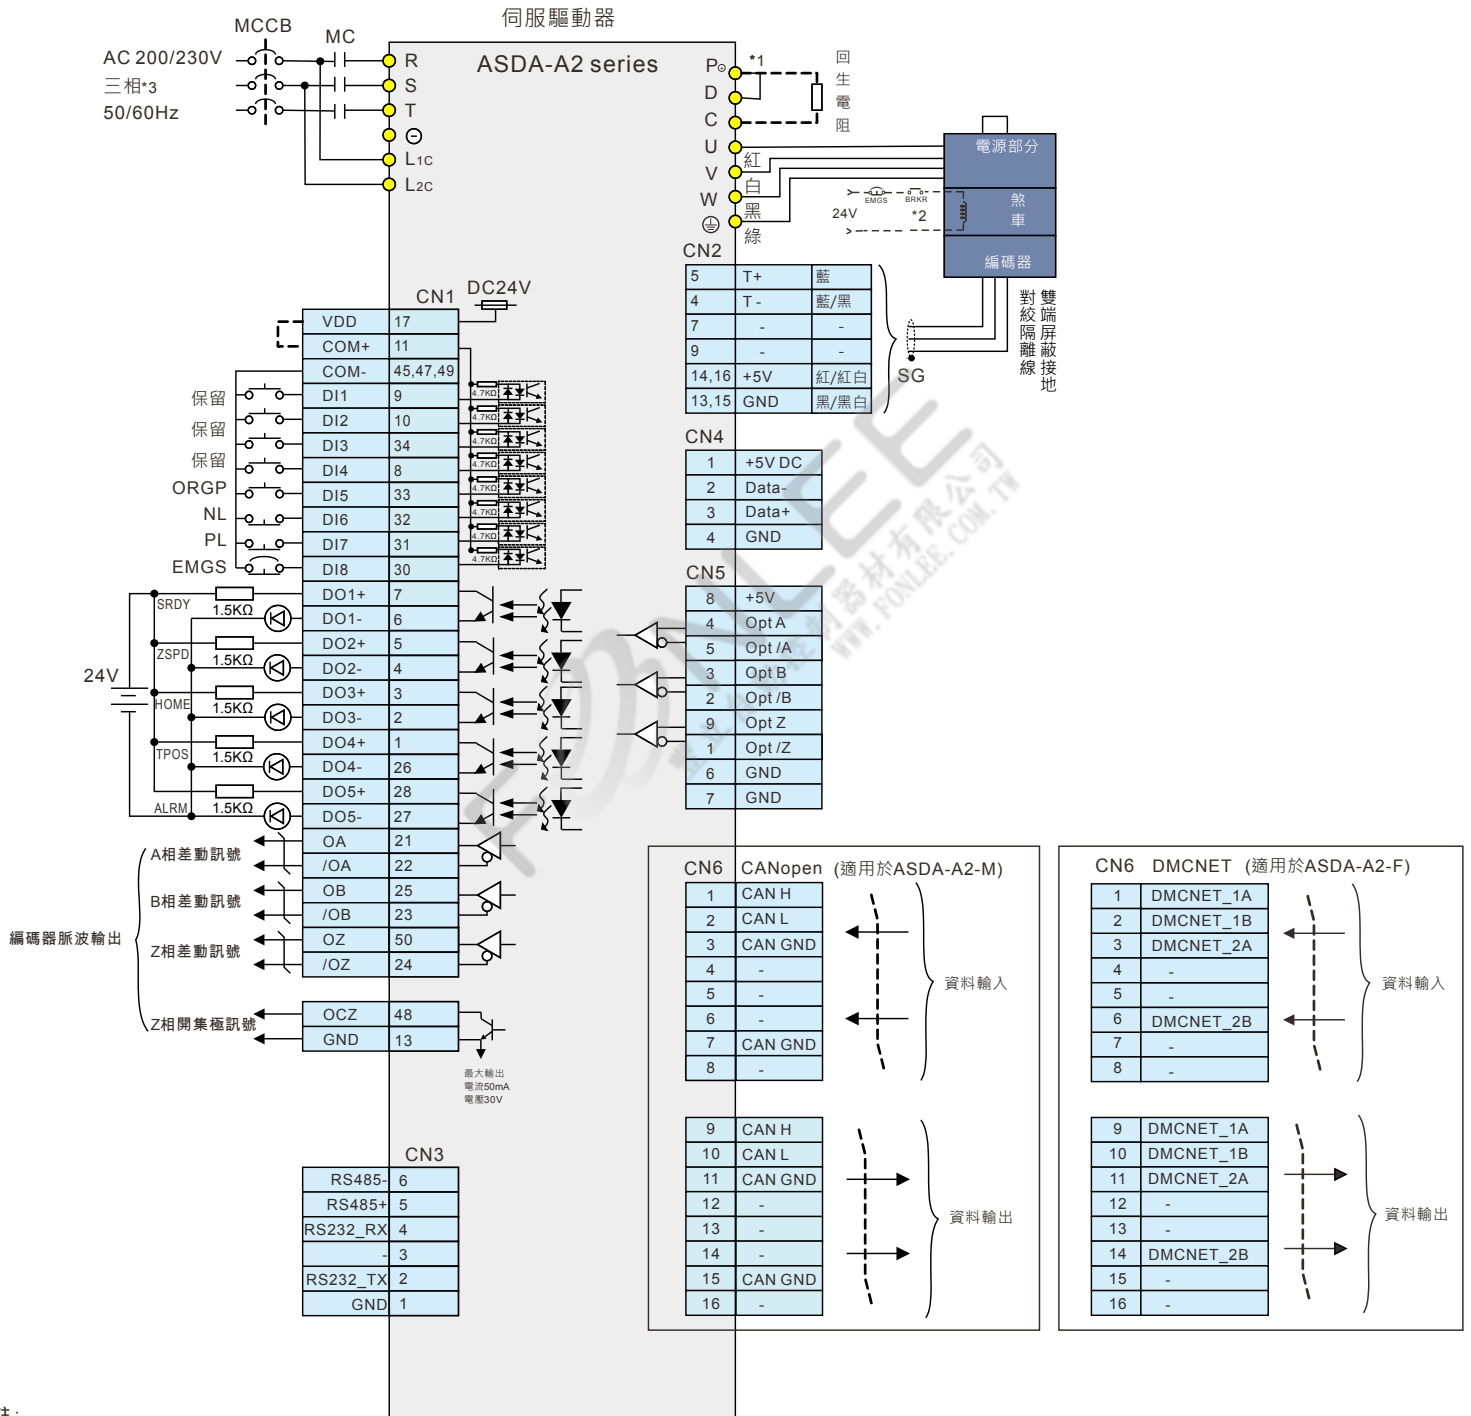 伺服驅動器
ASDA-A2 series
MCCB
MC
AC 200/230V
三相*3
50/60Hz
R
S
T
⊖
L1C
L2C
P⊕
D
C
U
V
W
*1
回生電阻
紅
白
黑
綠
電源部分
煞車
編碼器
EMGS
BRKR
24V
*2
雙端屏蔽接地
對絞隔離線
SG
CN2
5 T+ 藍
4 T - 藍/黑
7 - -
9 - -
14,16 +5V 紅/紅白
13,15 GND 黑/黑白
CN1
DC24V
VDD 17
COM+ 11
COM- 45,47,49
保留 DI1 9
保留 DI2 10
DI3 34
保留 DI4 8
ORGP DI5 33
NL DI6 32
PL DI7 31
EMGS DI8 30
4.7KΩ
4.7KΩ
4.7KΩ
4.7KΩ
4.7KΩ
4.7KΩ
4.7KΩ
4.7KΩ
24V
SRDY 1.5KΩ DO1+ 7
DO1- 6
ZSPD 1.5KΩ DO2+ 5
DO2- 4
HOME 1.5KΩ DO3+ 3
DO3- 2
TPOS 1.5KΩ DO4+ 1
DO4- 26
ALRM 1.5KΩ DO5+ 28
DO5- 27
編碼器脈波輸出
A相差動訊號
OA 21
/OA 22
B相差動訊號
OB 25
/OB 23
Z相差動訊號
OZ 50
/OZ 24
Z相開集極訊號
OCZ 48
GND 13
最大輸出
電流50mA
電壓30V
CN3
RS485- 6
RS485+ 5
RS232_RX 4
- 3
RS232_TX 2
GND 1
CN4
1 +5V DC
2 Data-
3 Data+
4 GND
CN5
8 +5V
4 Opt A
5 Opt /A
3 Opt B
2 Opt /B
9 Opt Z
1 Opt /Z
6 GND
7 GND
CN6 CANopen (適用於ASDA-A2-M)
1 CAN H
2 CAN L
3 CAN GND
4 -
5 -
6 -
7 CAN GND
8 -
資料輸入
9 CAN H
10 CAN L
11 CAN GND
12 -
13 -
14 -
15 CAN GND
16 -
資料輸出
CN6 DMCNET (適用於ASDA-A2-F)
1 DMCNET_1A
2 DMCNET_1B
3 DMCNET_2A
4 -
5 -
6 DMCNET_2B
7 -
8 -
資料輸入
9 DMCNET_1A
10 DMCNET_1B
11 DMCNET_2A
12 -
13 -
14 DMCNET_2B
15 -
16 -
資料輸出
FONLEE
WWW.FONLEE.COM.TW